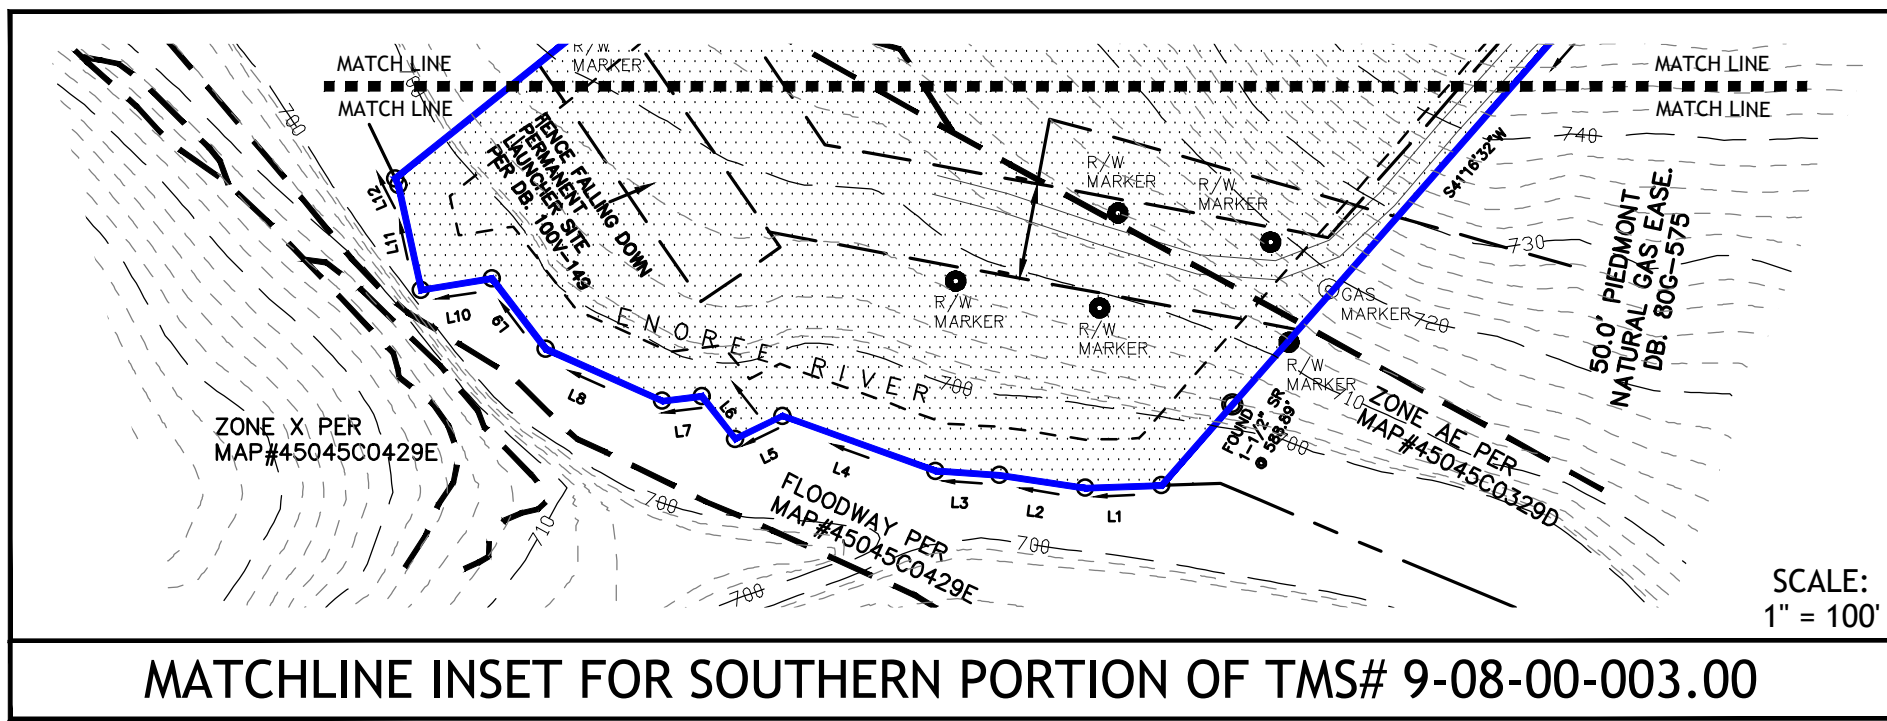 R/W
MARKER
MATCH LINE
MATCH LINE
MATCH LINE
MATCH LINE
700
740
S41°16'32"W
R/W
MARKER
R/W
MARKER
FENCE FALLING DOWN
PERMANENT
LAUNCHER SITE
PER DB. 100V-149
L12
L11
L10
L9
L8
L7
L6
L5
L4
L3
L2
L1
730
50.0' PIEDMONT
NATURAL GAS EASE.
DB. 80G-575
R/W
MARKER
R/W
MARKER
GAS
MARKER
720
ENOREE RIVER
700
R/W
MARKER
710
FOUND
1-1/2" SR
@ 588.89'
700
ZONE AE PER
MAP#45045C0329D
ZONE X PER
MAP#45045C0429E
FLOODWAY PER
MAP#45045C0429E
700
710
700
700
SCALE:
1" = 100'
MATCHLINE INSET FOR SOUTHERN PORTION OF TMS# 9-08-00-003.00